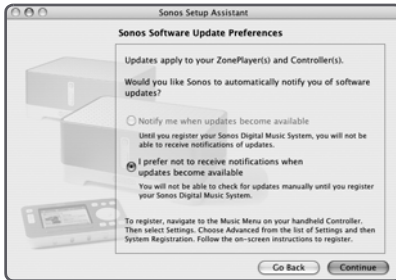 Sonos Setup Assistant
Sonos Software Update Preferences
Updates apply to your ZonePlayer(s) and Controller(s).
Would you like Sonos to automatically notify you of software
updates?
Notify me when updates become available
Until you register your Sonos Digital Music System, you will not be
able to receive notifications of updates.
I prefer not to receive notifications when
updates become available
You will not be able to check for updates manually until you register
your Sonos Digital Music System.
To register, navigate to the Music Menu on your handheld Controller.
Then select Settings. Choose Advanced from the list of Settings and then
System Registration. Follow the on-screen instructions to register.
Go Back
Continue